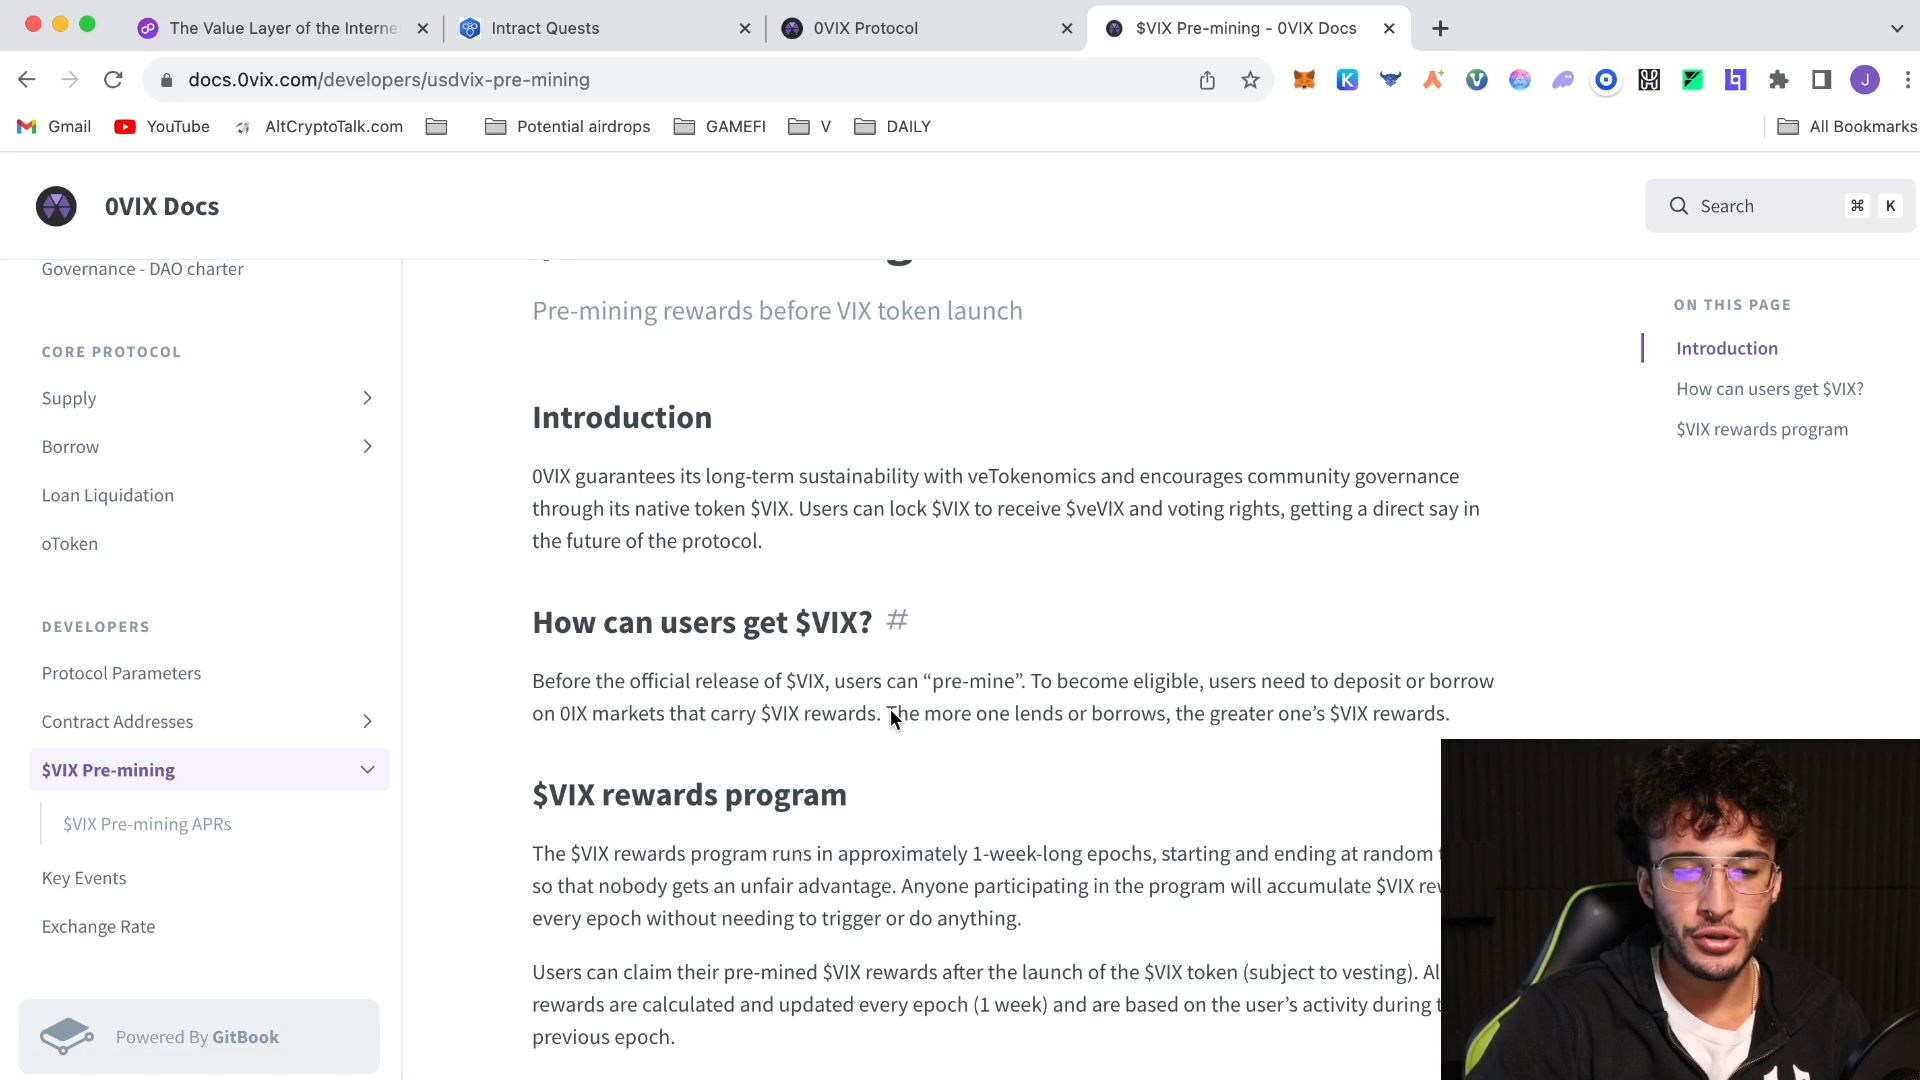 The Value Layer of the Interne
Intract Quests
0VIX Protocol
$VIX Pre-mining - 0VIX Docs
docs.0vix.com/developers/usdvix-pre-mining
J
Gmail
YouTube
AltCryptoTalk.com
Potential airdrops
GAMEFI
V
DAILY
All Bookmarks
0VIX Docs
Search
⌘
K
Governance - DAO charter
CORE PROTOCOL
Supply
Borrow
Loan Liquidation
oToken
DEVELOPERS
Protocol Parameters
Contract Addresses
$VIX Pre-mining
$VIX Pre-mining APRs
Key Events
Exchange Rate
Powered By GitBook
Pre-mining rewards before VIX token launch
Introduction
0VIX guarantees its long-term sustainability with veTokenomics and encourages community governance
through its native token $VIX. Users can lock $VIX to receive $veVIX and voting rights, getting a direct say in
the future of the protocol.
How can users get $VIX? #
Before the official release of $VIX, users can “pre-mine”. To become eligible, users need to deposit or borrow
on 0IX markets that carry $VIX rewards. The more one lends or borrows, the greater one’s $VIX rewards.
$VIX rewards program
The $VIX rewards program runs in approximately 1-week-long epochs, starting and ending at random
so that nobody gets an unfair advantage. Anyone participating in the program will accumulate $VIX
every epoch without needing to trigger or do anything.
Users can claim their pre-mined $VIX rewards after the launch of the $VIX token (subject to vesting).
rewards are calculated and updated every epoch (1 week) and are based on the user’s activity during
previous epoch.
ON THIS PAGE
Introduction
How can users get $VIX?
$VIX rewards program